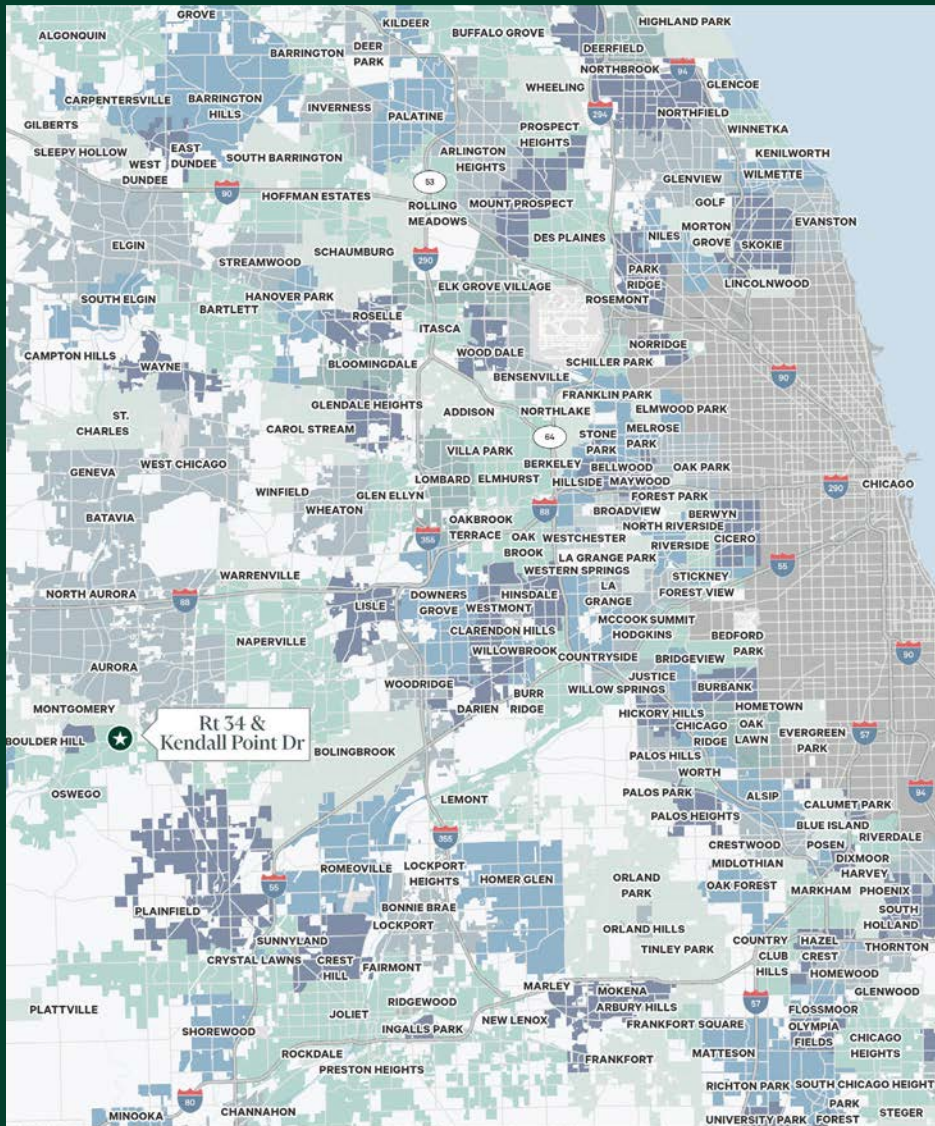 GROVE
KILDEER
HIGHLAND PARK
ALGONQUIN
BUFFALO GROVE
DEER
PARK
BARRINGTON
DEERFIELD
NORTHBROOK
94
GLENCOE
WHEELING
CARPENTERSVILLE
BARRINGTON
HILLS
INVERNESS
PALATINE
294
NORTHFIELD
GILBERTS
PROSPECT
HEIGHTS
WINNETKA
SLEEPY HOLLOW
EAST
DUNDEE
WEST
DUNDEE
SOUTH BARRINGTON
ARLINGTON
HEIGHTS
KENILWORTH
WILMETTE
GLENVIEW
53
90
HOFFMAN ESTATES
ROLLING
MEADOWS
MOUNT PROSPECT
GOLF
MORTON
GROVE
NILES
SKOKIE
EVANSTON
DES PLAINES
ELGIN
STREAMWOOD
SCHAUMBURG
290
PARK
RIDGE
LINCOLNWOOD
ELK GROVE VILLAGE
ROSEMONT
SOUTH ELGIN
HANOVER PARK
BARTLETT
ROSELLE
ITASCA
NORRIDGE
CAMPTON HILLS
WAYNE
BLOOMINGDALE
WOOD DALE
SCHILLER PARK
BENSENVILLE
90
FRANKLIN PARK
GLENDALE HEIGHTS
ADDISON
NORTHLAKE
ELMWOOD PARK
ST.
CHARLES
CAROL STREAM
64
STONE
PARK
MELROSE
PARK
VILLA PARK
BERKELEY
BELLWOOD
OAK PARK
GENEVA
WEST CHICAGO
LOMBARD
ELMHURST
HILLSIDE
MAYWOOD
290
CHICAGO
WINFIELD
GLEN ELLYN
FOREST PARK
WHEATON
88
BROADVIEW
BERWYN
BATAVIA
OAKBROOK
TERRACE
NORTH RIVERSIDE
355
OAK
BROOK
WESTCHESTER
RIVERSIDE
CICERO
LA GRANGE PARK
WESTERN SPRINGS
55
WARRENVILLE
STICKNEY
NORTH AURORA
88
DOWNERS
GROVE
HINSDALE
LA
GRANGE
FOREST VIEW
LISLE
WESTMONT
NAPERVILLE
MCCOOK
SUMMIT
CLARENDON HILLS
HODGKINS
BEDFORD
PARK
WILLOWBROOK
COUNTRYSIDE
BRIDGEVIEW
90
AURORA
JUSTICE
WOODRIDGE
BURR
RIDGE
WILLOW SPRINGS
BURBANK
MONTGOMERY
DARIEN
HICKORY HILLS
HOMETOWN
Rt 34 &
Kendall Point Dr
CHICAGO
RIDGE
OAK
LAWN
EVERGREEN
PARK
57
BOULDER HILL
BOLINGBROOK
PALOS HILLS
WORTH
OSWEGO
LEMONT
PALOS PARK
ALSIP
94
PALOS HEIGHTS
CALUMET PARK
BLUE ISLAND
355
CRESTWOOD
POSEN
RIVERDALE
DIXMOOR
ROMEOVILLE
LOCKPORT
HEIGHTS
MIDLOTHIAN
HARVEY
55
HOMER GLEN
ORLAND
PARK
OAK FOREST
MARKHAM
PHOENIX
PLAINFIELD
BONNIE BRAE
SOUTH
HOLLAND
LOCKPORT
ORLAND HILLS
SUNNYLAND
TINLEY PARK
COUNTRY
CLUB
HILLS
HAZEL
CREST
THORNTON
CRYSTAL LAWNS
CREST
HILL
FAIRMONT
HOMEWOOD
MARLEY
MOKENA
GLENWOOD
PLATTVILLE
RIDGEWOOD
ARBURY HILLS
57
FLOSSMOOR
JOLIET
NEW LENOX
FRANKFORT SQUARE
OLYMPIA
FIELDS
CHICAGO
HEIGHTS
SHOREWOOD
INGALLS PARK
ROCKDALE
FRANKFORT
MATTESON
PRESTON HEIGHTS
RICHTON PARK
SOUTH CHICAGO HEIGHT
80
PARK
FOREST
MINOOKA
CHANNAHON
UNIVERSITY PARK
STEGER